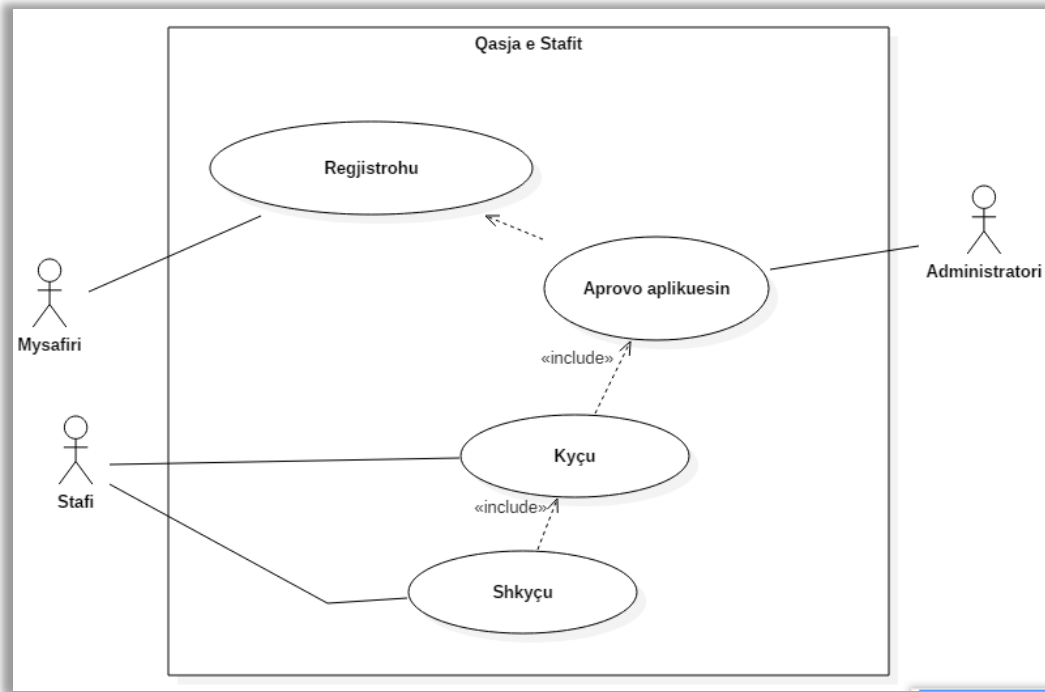 Qasja e Stafit
Regjistrohu
Administratori
Aprovo aplikuesin
Mysafiri
«include»
Kyçu
Stafi
«include»
Shkyçu